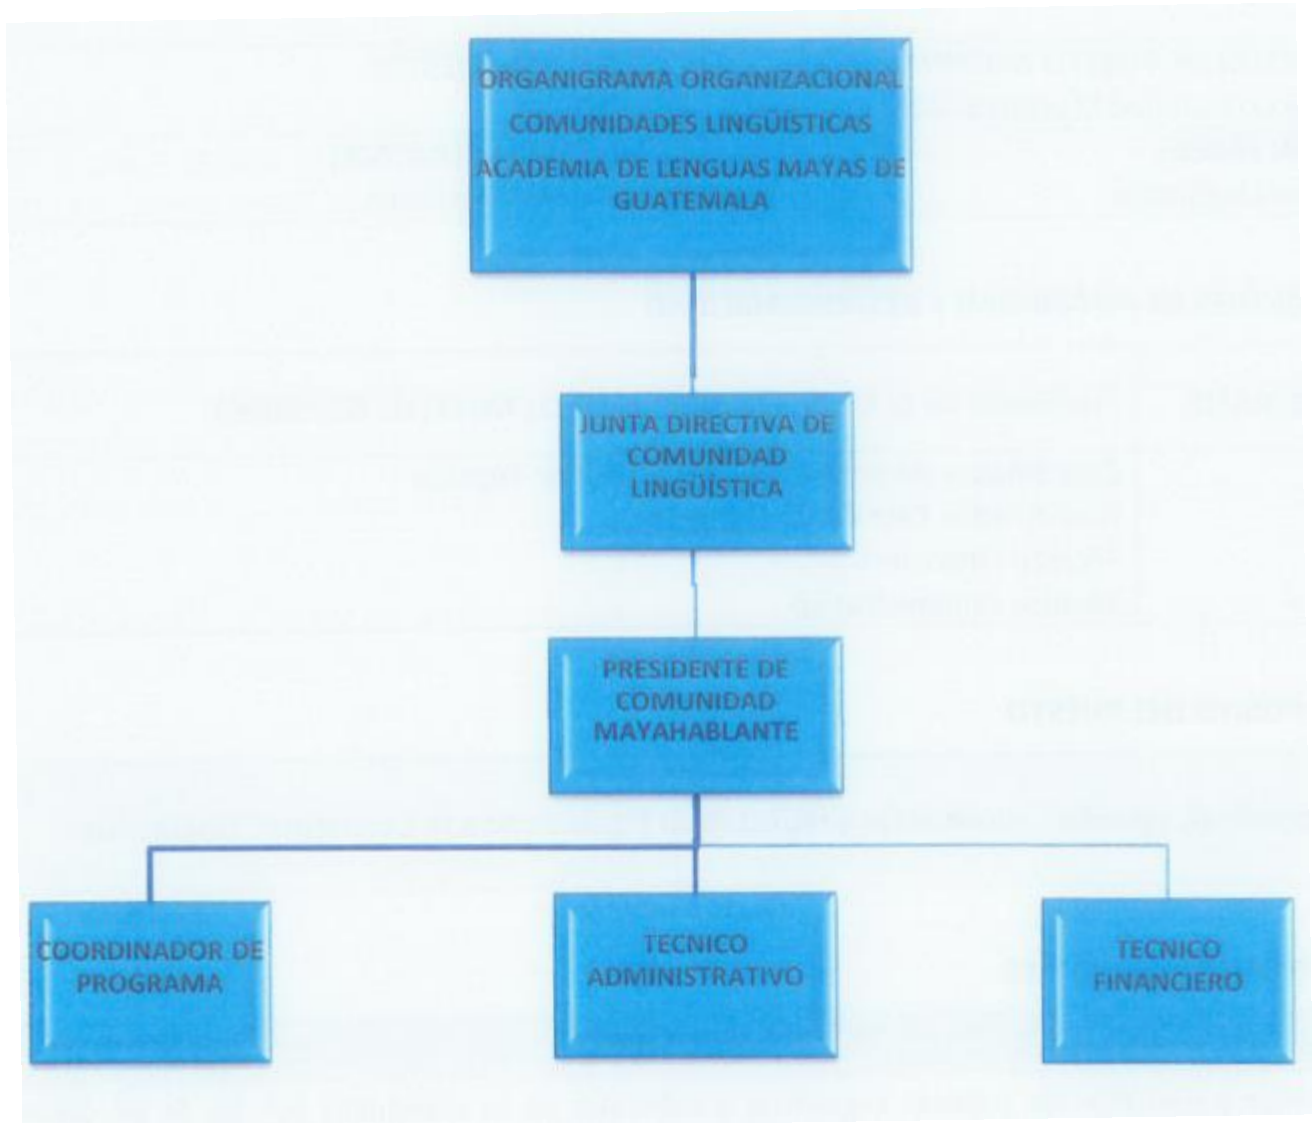 ORGANIGRAMA ORGANIZACIONAL
COMUNIDADES LINGÜISTICAS
ACADEMIA DE LENGUAS MAYAS DE
GUATEMALA
JUNTA DIRECTIVA DE
COMUNIDAD
LINGÜÍSTICA
PRESIDENTE DE
COMUNIDAD
MAYAHABLANTE
COORDINADOR DE
PROGRAMA
TECNICO
ADMINISTRATIVO
TECNICO
FINANCIERO